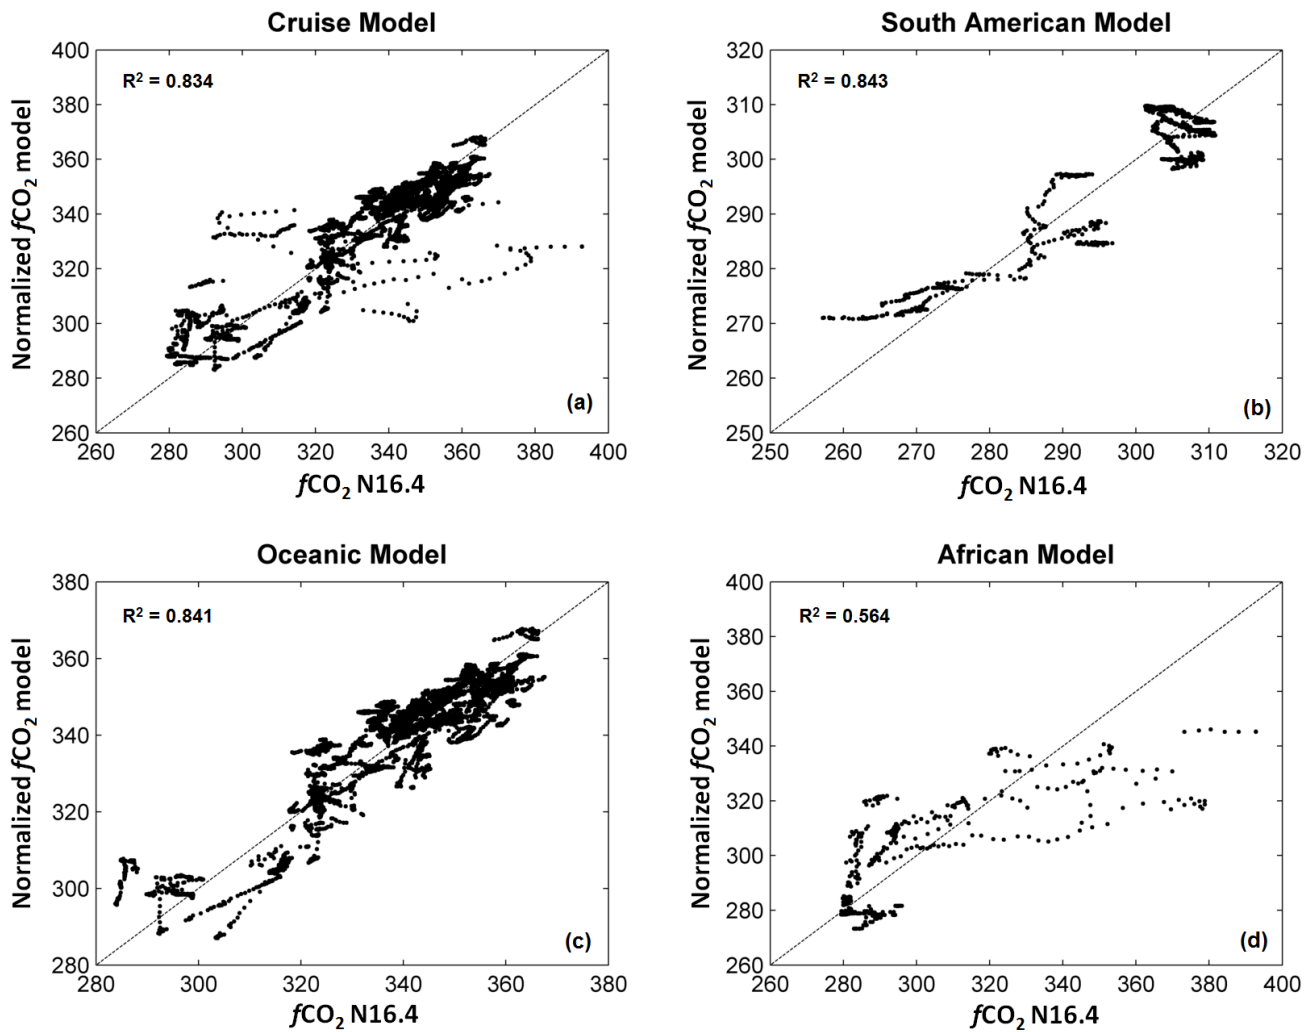 Cruise Model
400
380
360
340
320
300
280
260
R² = 0.834
(a)
260 280 300 320 340 360 380 400
Normalized fCO₂ model
fCO₂ N16.4
South American Model
320
310
300
290
280
270
260
250
R² = 0.843
(b)
250 260 270 280 290 300 310 320
Normalized fCO₂ model
fCO₂ N16.4
Oceanic Model
380
360
340
320
300
280
R² = 0.841
(c)
280 300 320 340 360 380
Normalized fCO₂ model
fCO₂ N16.4
African Model
400
380
360
340
320
300
280
260
R² = 0.564
(d)
260 280 300 320 340 360 380 400
Normalized fCO₂ model
fCO₂ N16.4